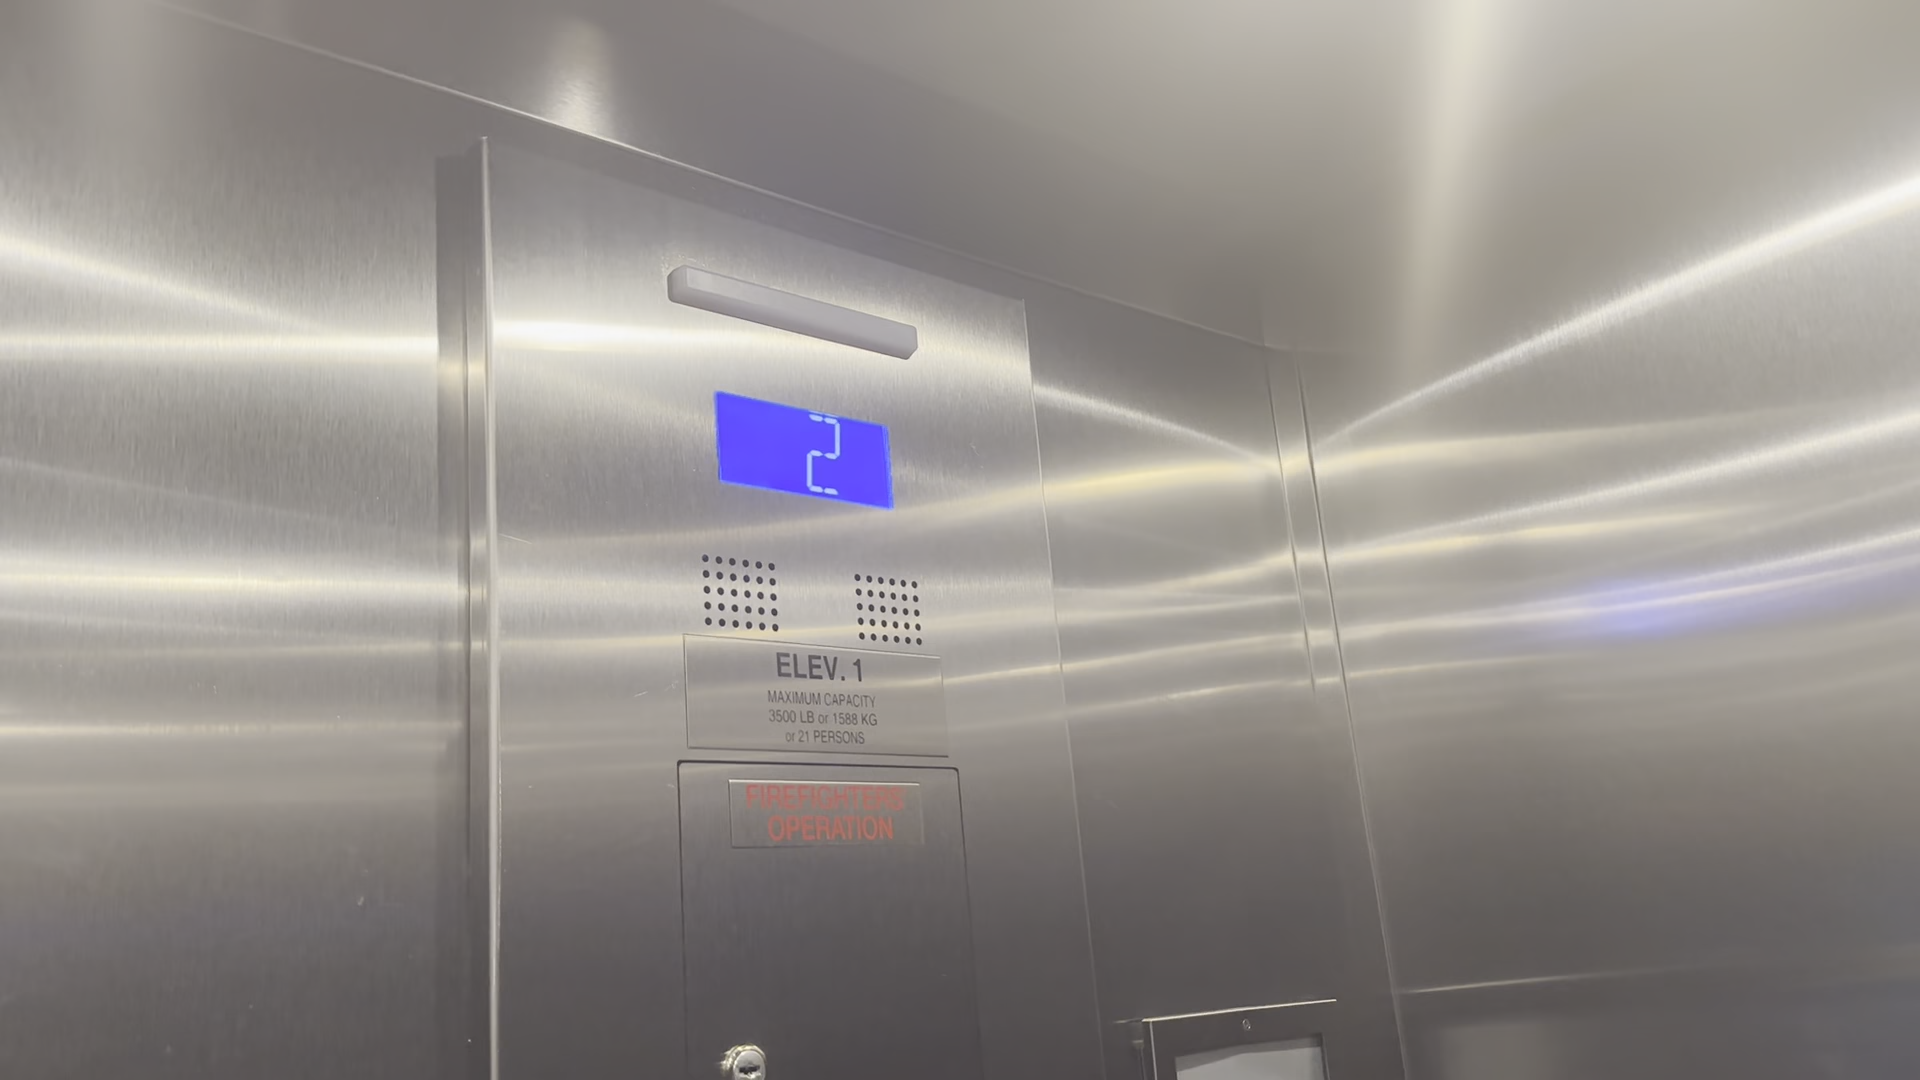 2
ELEV. 1
MAXIMUM CAPACITY
3500 LB or 1588 KG
or 21 PERSONS
FIREFIGHTERS'
OPERATION